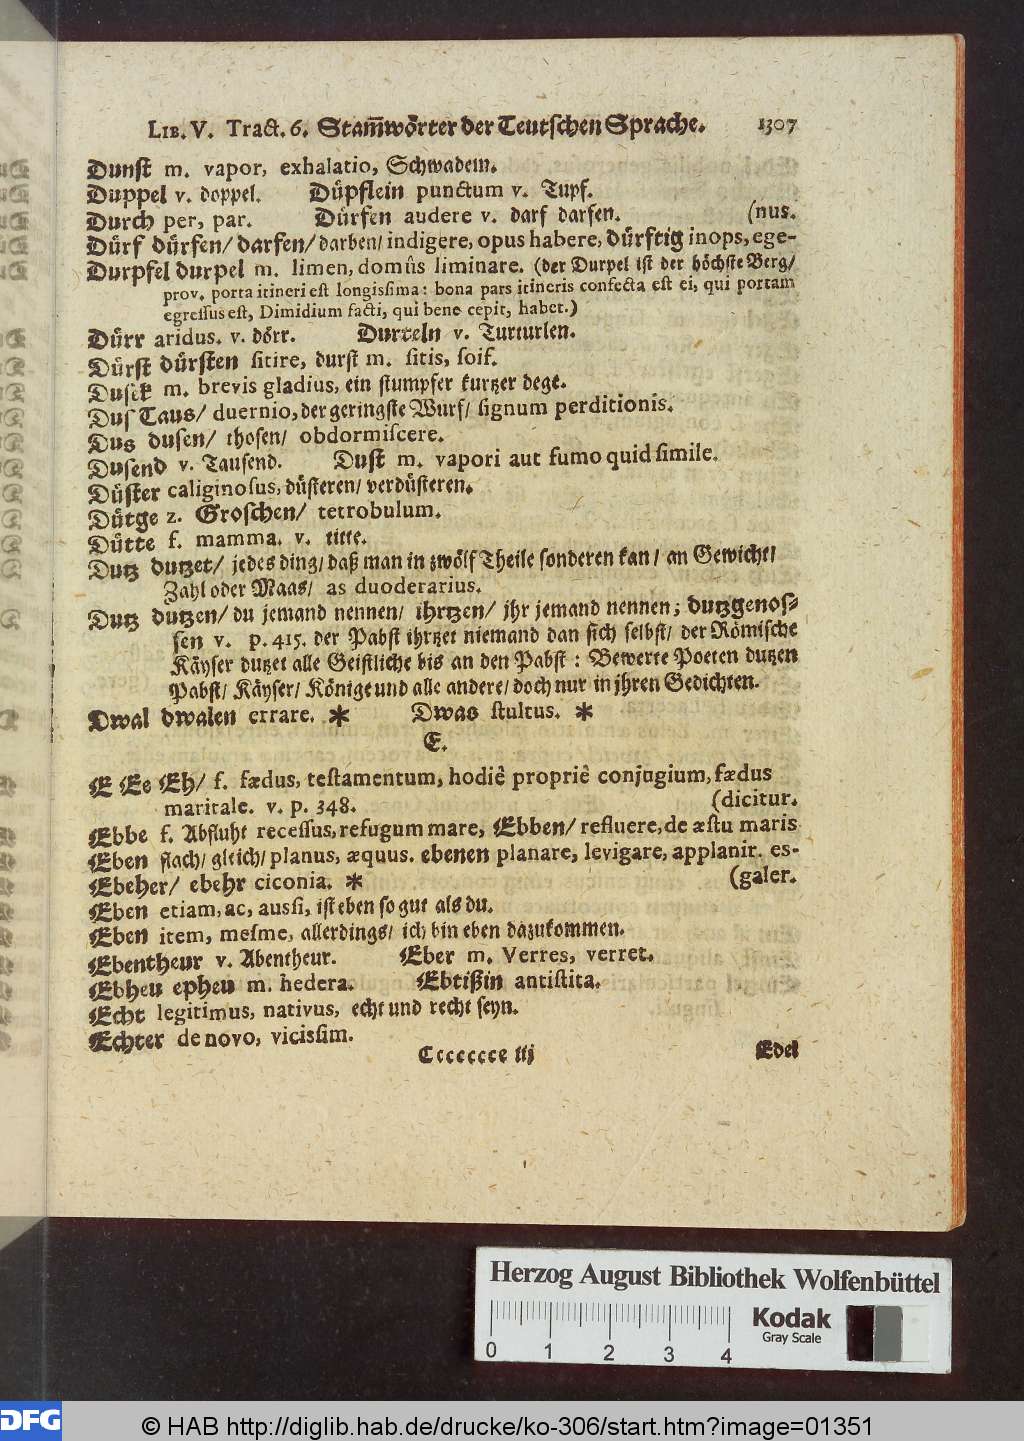 LIB. V. Tract. 6. Stam̃wörter der Teutschen Sprache. 1307
Dunst m. vapor, exhalatio, Schwadem.
Duppel v. doppel. Düpflein punctum v. Tupf.
Durch per, par. Dürfen audere v. darf darfen. (nus.
Dürf dürfen/ darfen/ darben/ indigere, opus habere, dürftig inops, ege-
Durpfel durpel m. limen, domûs liminare. (der Durpel ist der höchste Berg/
prov. porta itineri est longissima: bona pars itineris confecta est ei, qui portam
egressus est, Dimidium facti, qui bene cepit, habet.)
Dürr aridus. v. dörr. Durteln v. Turturlen.
Dürst dürsten sitire, durst m. sitis, soif.
Dusek m. brevis gladius, ein stumpfer kurtzer dege.
Dus Taus/ duernio, der geringste Wurf/ signum perditionis.
Dus dusen/ thosen/ obdormiscere.
Dusend v. Tausend. Dust m. vapori aut fumo quid simile.
Düster caliginosus, düsteren/ verdüsteren.
Dütge z. Groschen/ tetrobulum.
Dütte f. mamma. v. titte.
Dutz dutzet/ jedes ding/ daß man in zwölf Theile sonderen kan/ an Gewicht/
Zahl oder Maas/ as duoderarius.
Dutz dutzen/ du jemand nennen/ ihrtzen/ jhr jemand nennen; dutzgenos-
sen v. p. 415. der Pabst ihrtzet niemand dan sich selbst/ der Römische
Käyser dutzet alle Geistliche bis an den Pabst: Bewerte Poeten dutzen
Pabst/ Käyser/ Könige und alle andere/ doch nur in jhren Gedichten.
Dwal dwalen errare. * Dwas stultus. *
E.
E Ee Eh/ f. fædus, testamentum, hodiè propriè conjugium, fædus
maritale. v. p. 348. (dicitur.
Ebbe f. Abfluht recessus, refugum mare, Ebben/ refluere, de æstu maris
Eben flach/ gleich/ planus, æquus. ebenen planare, levigare, applanir. es-
Ebeher/ ebehr ciconia. * (galer.
Eben etiam, ac, aussi, ist eben so gut als du.
Eben item, mesme, allerdings/ ich bin eben dazukommen.
Ebentheur v. Abentheur. Eber m. Verres, verret.
Ebheu epheu m. hedera. Ebtißin antistita.
Echt legitimus, nativus, echt und recht seyn.
Echter de novo, vicissim.
Cccccccc iij Edel
Herzog August Bibliothek Wolfenbüttel
0 1 2 3 4
Kodak
Gray Scale
DFG © HAB http://diglib.hab.de/drucke/ko-306/start.htm?image=01351